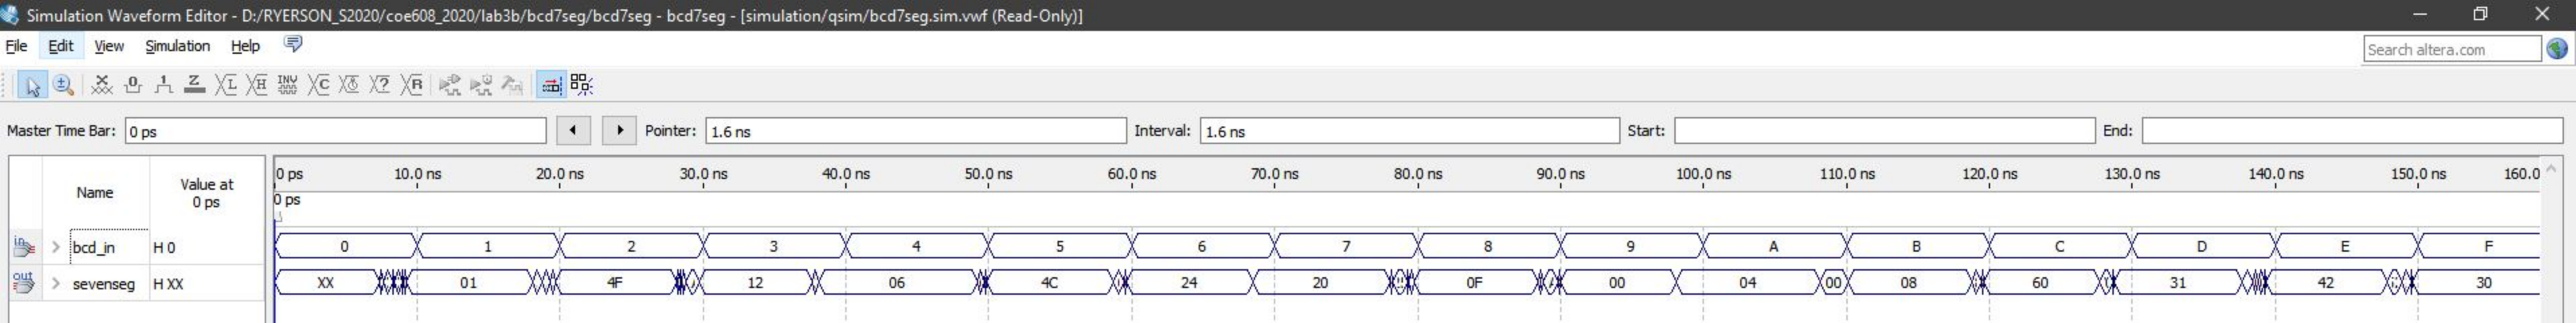 Simulation Waveform Editor - D:/RYERSON_S2020/coe608_2020/lab3b/bcd7seg/bcd7seg - bcd7seg - [simulation/qsim/bcd7seg.sim.vwf (Read-Only)]
File Edit View Simulation Help
Search altera.com
Master Time Bar: 0 ps Pointer: 1.6 ns Interval: 1.6 ns Start: End:
Name Value at 0 ps
0 ps 10.0 ns 20.0 ns 30.0 ns 40.0 ns 50.0 ns 60.0 ns 70.0 ns 80.0 ns 90.0 ns 100.0 ns 110.0 ns 120.0 ns 130.0 ns 140.0 ns 150.0 ns 160.0
0 ps
in bcd_in H 0 0 1 2 3 4 5 6 7 8 9 A B C D E F
out sevenseg H XX XX 01 4F 12 06 4C 24 20 0F 00 04 00 08 60 31 42 30